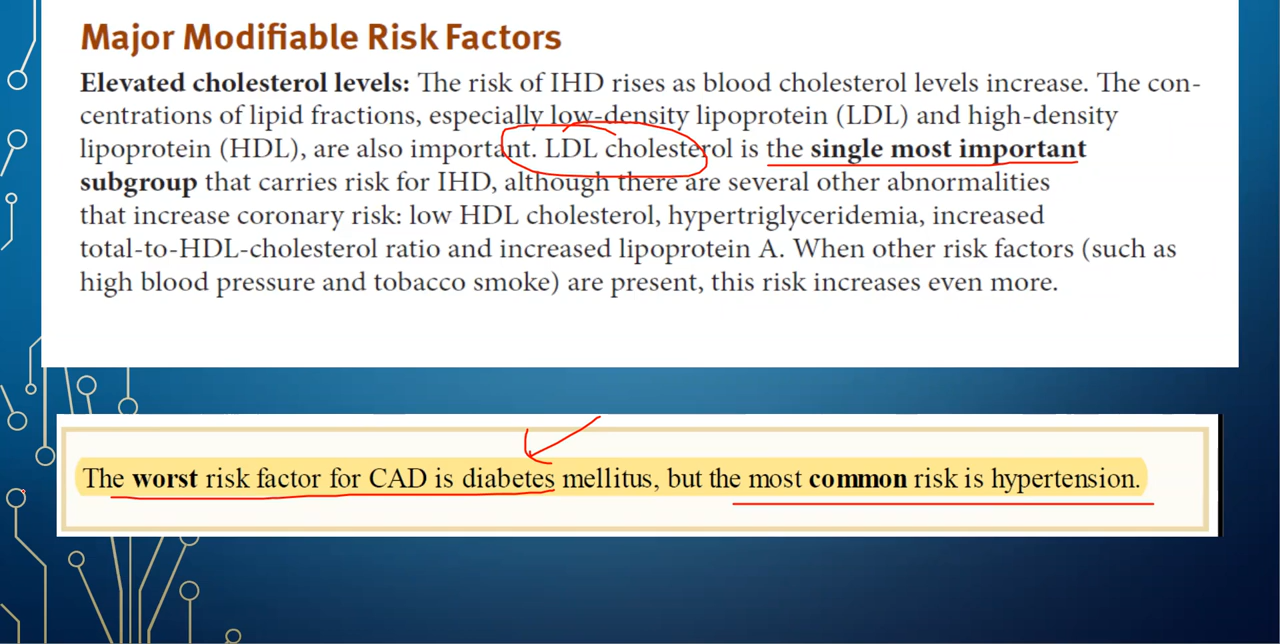 Major Modifiable Risk Factors
Elevated cholesterol levels: The risk of IHD rises as blood cholesterol levels increase. The con-
centrations of lipid fractions, especially low-density lipoprotein (LDL) and high-density
lipoprotein (HDL), are also important. LDL cholesterol is the single most important
subgroup that carries risk for IHD, although there are several other abnormalities
that increase coronary risk: low HDL cholesterol, hypertriglyceridemia, increased
total-to-HDL-cholesterol ratio and increased lipoprotein A. When other risk factors (such as
high blood pressure and tobacco smoke) are present, this risk increases even more.
The worst risk factor for CAD is diabetes mellitus, but the most common risk is hypertension.